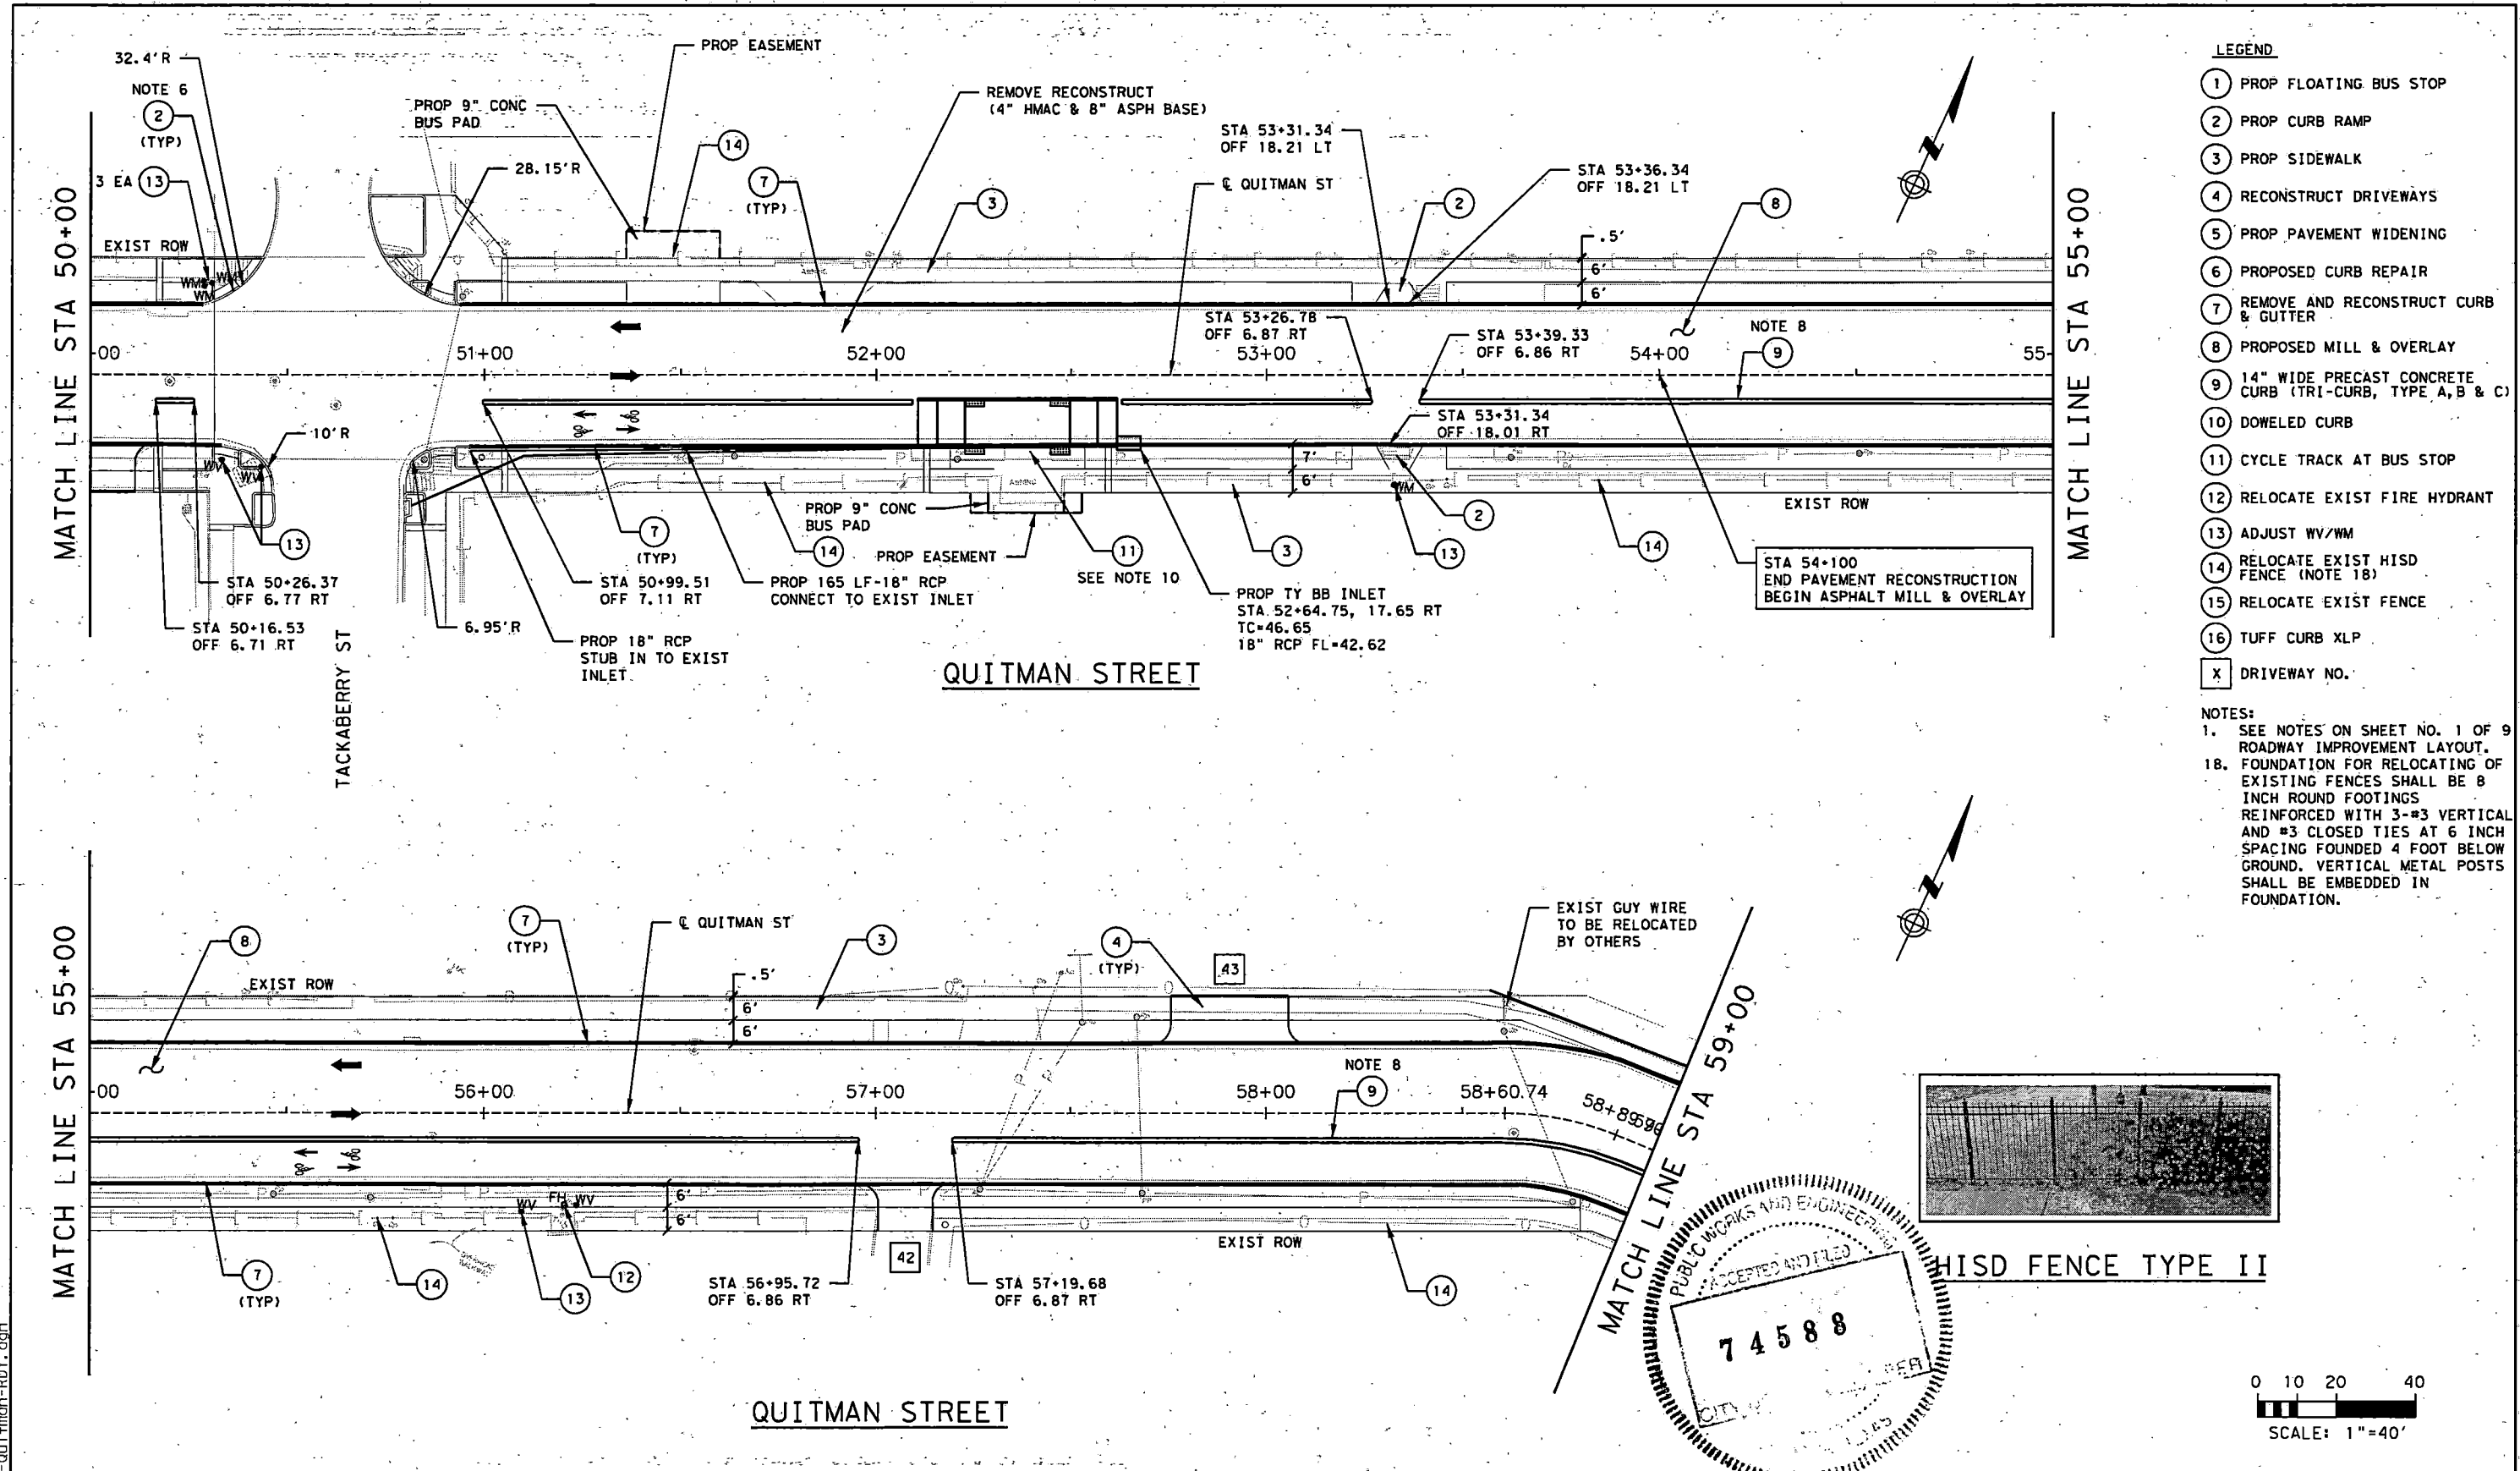 PROP EASEMENT
32.4'R
NOTE 6
2
(TYP)
3 EA 13
PROP 9" CONC
BUS PAD
14
28.15'R
7
(TYP)
REMOVE RECONSTRUCT
(4" HMAC & 8" ASPH BASE)
3
STA 53+31.34
OFF 18.21 LT
℄ QUITMAN ST
STA 53+36.34
OFF 18.21 LT
2
8
N
.5'
6'
6'
EXIST ROW
WM
WM
WM
MATCH LINE STA 50+00
MATCH LINE STA 55+00
-00
51+00
52+00
53+00
54+00
55-
STA 53+26.78
OFF 6.87 RT
STA 53+39.33
OFF 6.86 RT
NOTE 8
9
STA 53+31.34
OFF 18.01 RT
10'R
WV
WV
13
7'
6'
WM
EXIST ROW
PROP 9" CONC
BUS PAD
PROP EASEMENT
7
(TYP)
14
11
SEE NOTE 10
3
2
13
14
STA 50+26.37
OFF 6.77 RT
STA 50+16.53
OFF 6.71 RT
6.95'R
STA 50+99.51
OFF 7.11 RT
PROP 165 LF-18" RCP
CONNECT TO EXIST INLET
PROP 18" RCP
STUB IN TO EXIST
INLET
PROP TY BB INLET
STA 52+64.75, 17.65 RT
TC=46.65
18" RCP FL=42.62
STA 54+100
END PAVEMENT RECONSTRUCTION
BEGIN ASPHALT MILL & OVERLAY
TACKABERRY ST
QUITMAN STREET
LEGEND
1 PROP FLOATING BUS STOP
2 PROP CURB RAMP
3 PROP SIDEWALK
4 RECONSTRUCT DRIVEWAYS
5 PROP PAVEMENT WIDENING
6 PROPOSED CURB REPAIR
7 REMOVE AND RECONSTRUCT CURB
& GUTTER
8 PROPOSED MILL & OVERLAY
9 14" WIDE PRECAST CONCRETE
CURB (TRI-CURB, TYPE A,B & C)
10 DOWELED CURB
11 CYCLE TRACK AT BUS STOP
12 RELOCATE EXIST FIRE HYDRANT
13 ADJUST WV/WM
14 RELOCATE EXIST HISD
FENCE (NOTE 18)
15 RELOCATE EXIST FENCE
16 TUFF CURB XLP
X DRIVEWAY NO.
NOTES:
1. SEE NOTES ON SHEET NO. 1 OF 9
ROADWAY IMPROVEMENT LAYOUT.
18. FOUNDATION FOR RELOCATING OF
EXISTING FENCES SHALL BE 8
INCH ROUND FOOTINGS
REINFORCED WITH 3-#3 VERTICAL
AND #3 CLOSED TIES AT 6 INCH
SPACING FOUNDED 4 FOOT BELOW
GROUND. VERTICAL METAL POSTS
SHALL BE EMBEDDED IN
FOUNDATION.
MATCH LINE STA 55+00
8
EXIST ROW
7
(TYP)
℄ QUITMAN ST
3
.5'
6'
6'
4
(TYP)
43
EXIST GUY WIRE
TO BE RELOCATED
BY OTHERS
N
-00
56+00
57+00
58+00
58+60.74
NOTE 8
9
MATCH LINE STA 59+00
WV
FH
WV
6'
6'
7
(TYP)
14
13
12
42
STA 56+95.72
OFF 6.86 RT
STA 57+19.68
OFF 6.87 RT
EXIST ROW
14
QUITMAN STREET
PUBLIC WORKS AND ENGINEERING
ACCEPTED AND FILED
74588
CITY
HISD FENCE TYPE II
0 10 20 40
SCALE: 1"=40'